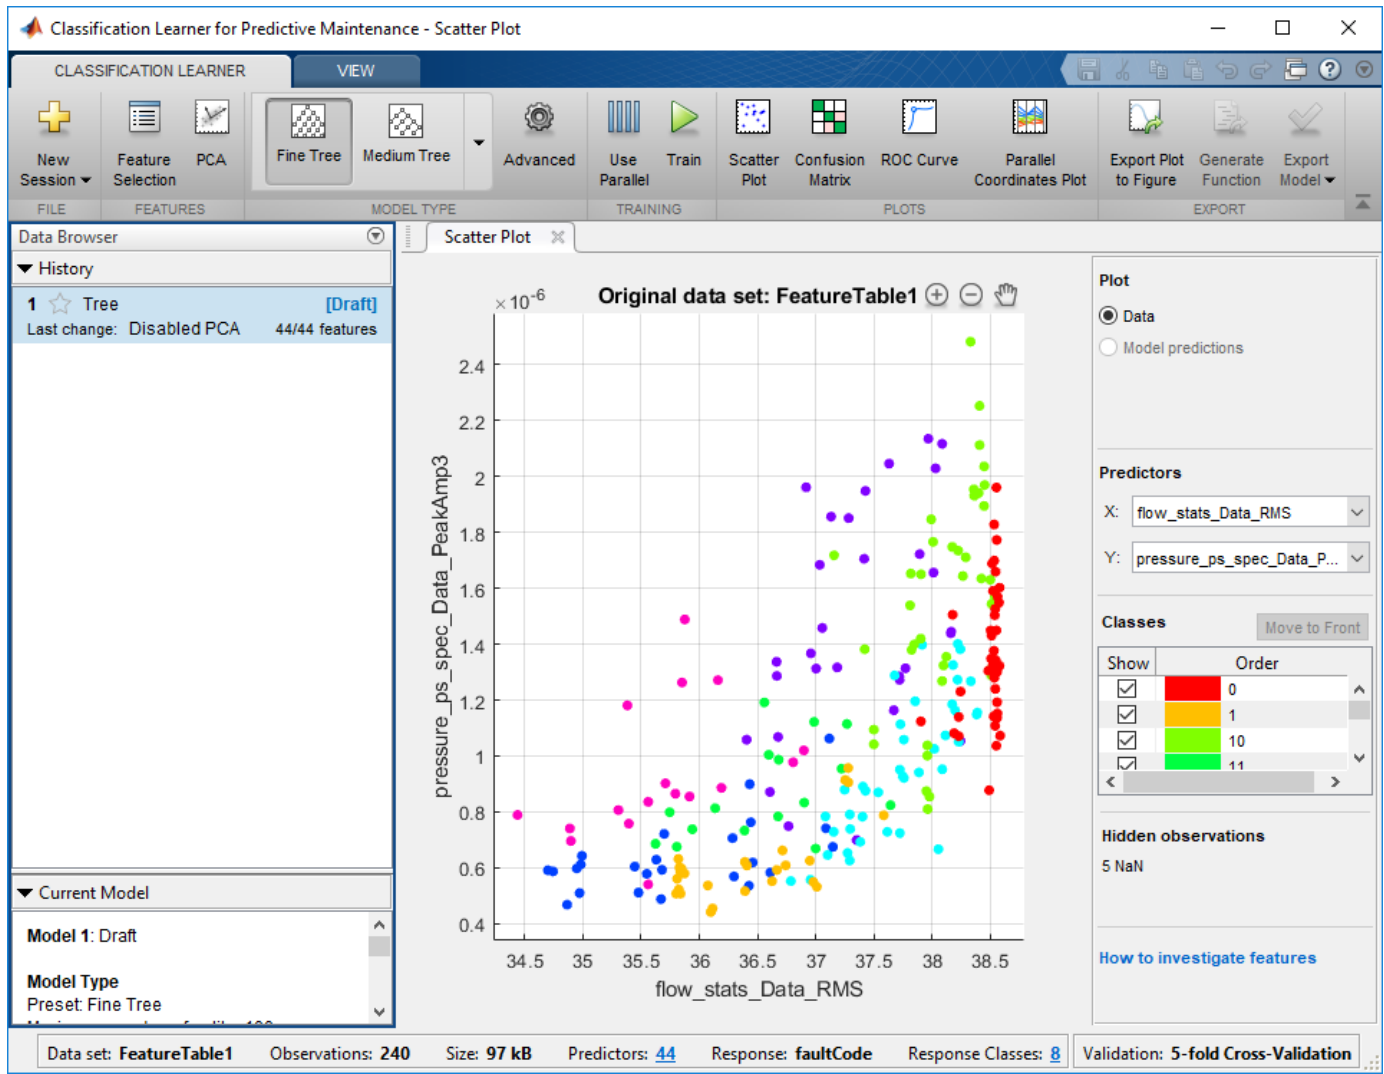 Classification Learner for Predictive Maintenance - Scatter Plot
CLASSIFICATION LEARNER
VIEW
New Session
Feature Selection
PCA
Fine Tree
Medium Tree
Advanced
Use Parallel
Train
Scatter Plot
Confusion Matrix
ROC Curve
Parallel Coordinates Plot
Export Plot to Figure
Generate Function
Export Model
FILE
FEATURES
MODEL TYPE
TRAINING
PLOTS
EXPORT
Data Browser
History
1 Tree [Draft]
Last change: Disabled PCA 44/44 features
Current Model
Model 1: Draft
Model Type
Preset: Fine Tree
Scatter Plot
×10-6
Original data set: FeatureTable1
2.4
2.2
2
1.8
1.6
1.4
1.2
1
0.8
0.6
0.4
pressure_ps_spec_Data_PeakAmp3
34.5 35 35.5 36 36.5 37 37.5 38 38.5
flow_stats_Data_RMS
Plot
Data
Model predictions
Predictors
X: flow_stats_Data_RMS
Y: pressure_ps_spec_Data_P...
Classes
Move to Front
Show Order
0
1
10
11
Hidden observations
5 NaN
How to investigate features
Data set: FeatureTable1 Observations: 240 Size: 97 kB Predictors: 44 Response: faultCode Response Classes: 8 Validation: 5-fold Cross-Validation